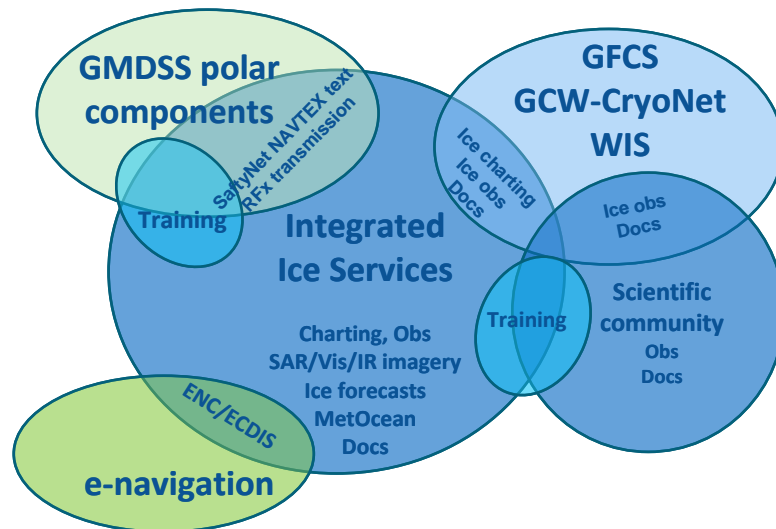 GMDSS polar
components
SaftyNet NAVTEX text
RFx transmission
Training
GFCS
GCW-CryoNet
WIS
Ice charting
Ice obs
Docs
Ice obs
Docs
Integrated
Ice Services
Charting, Obs
SAR/Vis/IR imagery
Ice forecasts
MetOcean
Docs
Training
Scientific
community
Obs
Docs
ENC/ECDIS
e-navigation